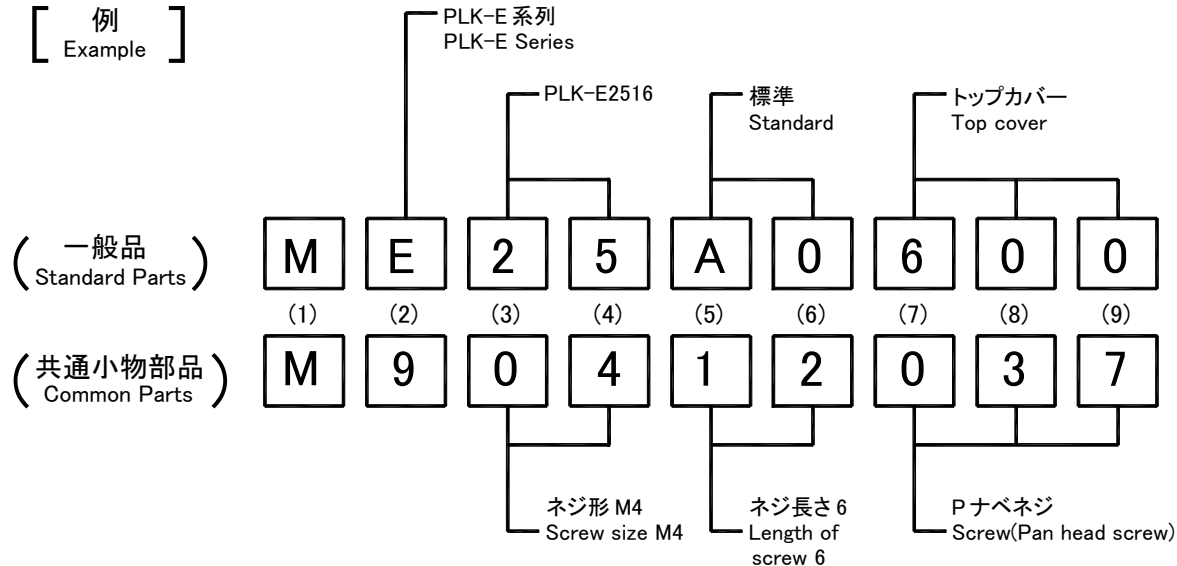 例
Example
PLK-E 系列
PLK-E Series
PLK-E2516
標準
Standard
トップカバー
Top cover
一般品
Standard Parts
M E 2 5 A 0 6 0 0
(1) (2) (3) (4) (5) (6) (7) (8) (9)
共通小物部品
Common Parts
M 9 0 4 1 2 0 3 7
ネジ形 M4
Screw size M4
ネジ長さ 6
Length of
screw 6
P ナベネジ
Screw(Pan head screw)